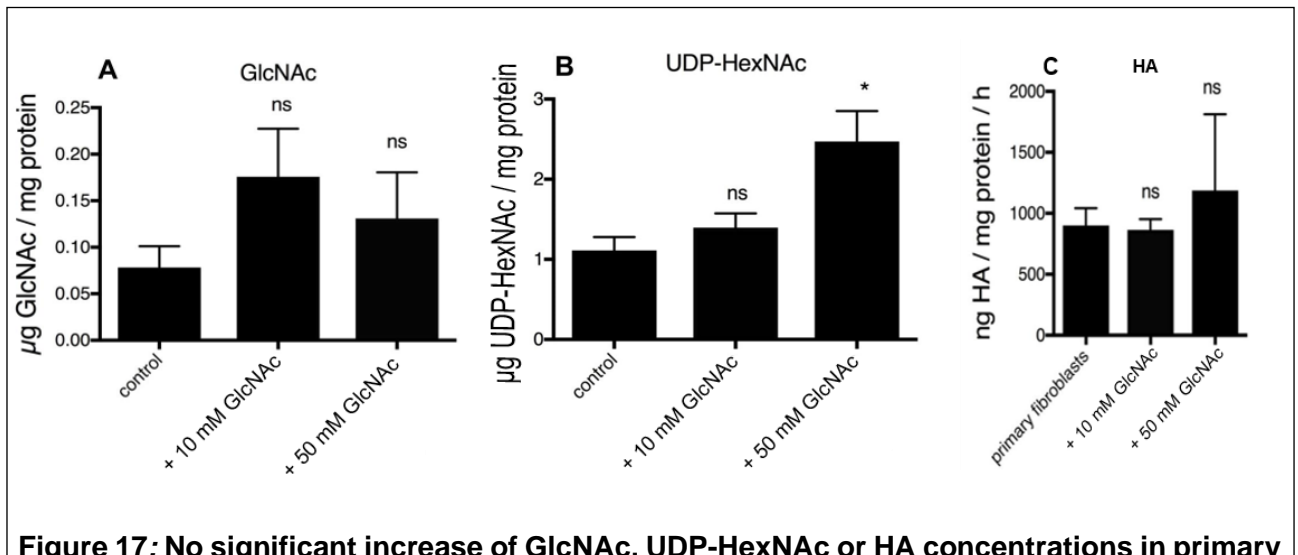 A
GlcNAc
µg GlcNAc / mg protein
0.25
0.20
0.15
0.10
0.05
0.00
ns
ns
control
+ 10 mM GlcNAc
+ 50 mM GlcNAc
B
UDP-HexNAc
µg UDP-HexNAc / mg protein
3
2
1
0
ns
*
control
+ 10 mM GlcNAc
+ 50 mM GlcNAc
C
HA
ng HA / mg protein / h
2000
1500
1000
500
0
ns
ns
primary fibroblasts
+ 10 mM GlcNAc
+ 50 mM GlcNAc
Figure 17: No significant increase of GlcNAc, UDP-HexNAc or HA concentrations in primary